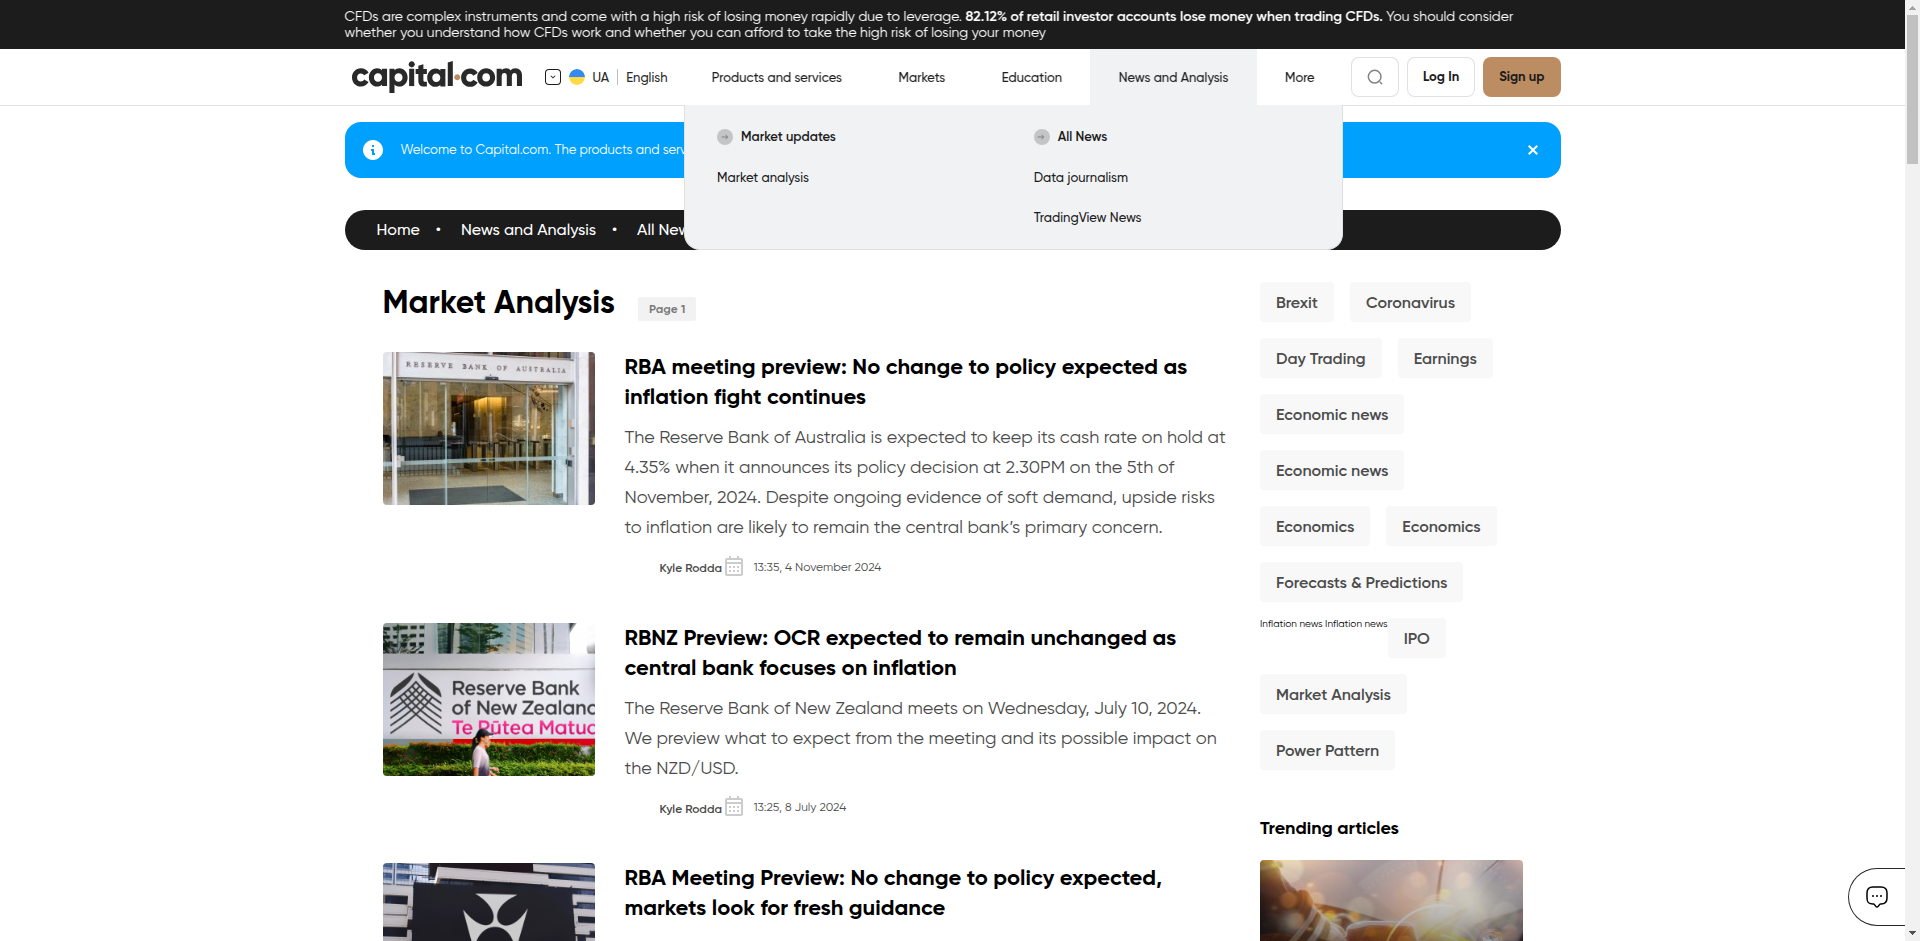 CFDs are complex instruments and come with a high risk of losing money rapidly due to leverage. 82.12% of retail investor accounts lose money when trading CFDs. You should consider
whether you understand how CFDs work and whether you can afford to take the high risk of losing your money
capital.com
UA
English
Products and services
Markets
Education
News and Analysis
More
Log In
Sign up
Market updates
Market analysis
All News
Data journalism
TradingView News
Welcome to Capital.com. The products and serv
Home • News and Analysis • All New
Market Analysis
Page 1
RESERVE BANK OF AUSTRALIA
RBA meeting preview: No change to policy expected as
inflation fight continues
The Reserve Bank of Australia is expected to keep its cash rate on hold at
4.35% when it announces its policy decision at 2.30PM on the 5th of
November, 2024. Despite ongoing evidence of soft demand, upside risks
to inflation are likely to remain the central bank’s primary concern.
Kyle Rodda
13:35, 4 November 2024
Reserve Bank
of New Zealand
Te Pūtea Matua
RBNZ Preview: OCR expected to remain unchanged as
central bank focuses on inflation
The Reserve Bank of New Zealand meets on Wednesday, July 10, 2024.
We preview what to expect from the meeting and its possible impact on
the NZD/USD.
Kyle Rodda
13:25, 8 July 2024
RBA Meeting Preview: No change to policy expected,
markets look for fresh guidance
Brexit
Coronavirus
Day Trading
Earnings
Economic news
Economic news
Economics
Economics
Forecasts & Predictions
Inflation news Inflation news
IPO
Market Analysis
Power Pattern
Trending articles